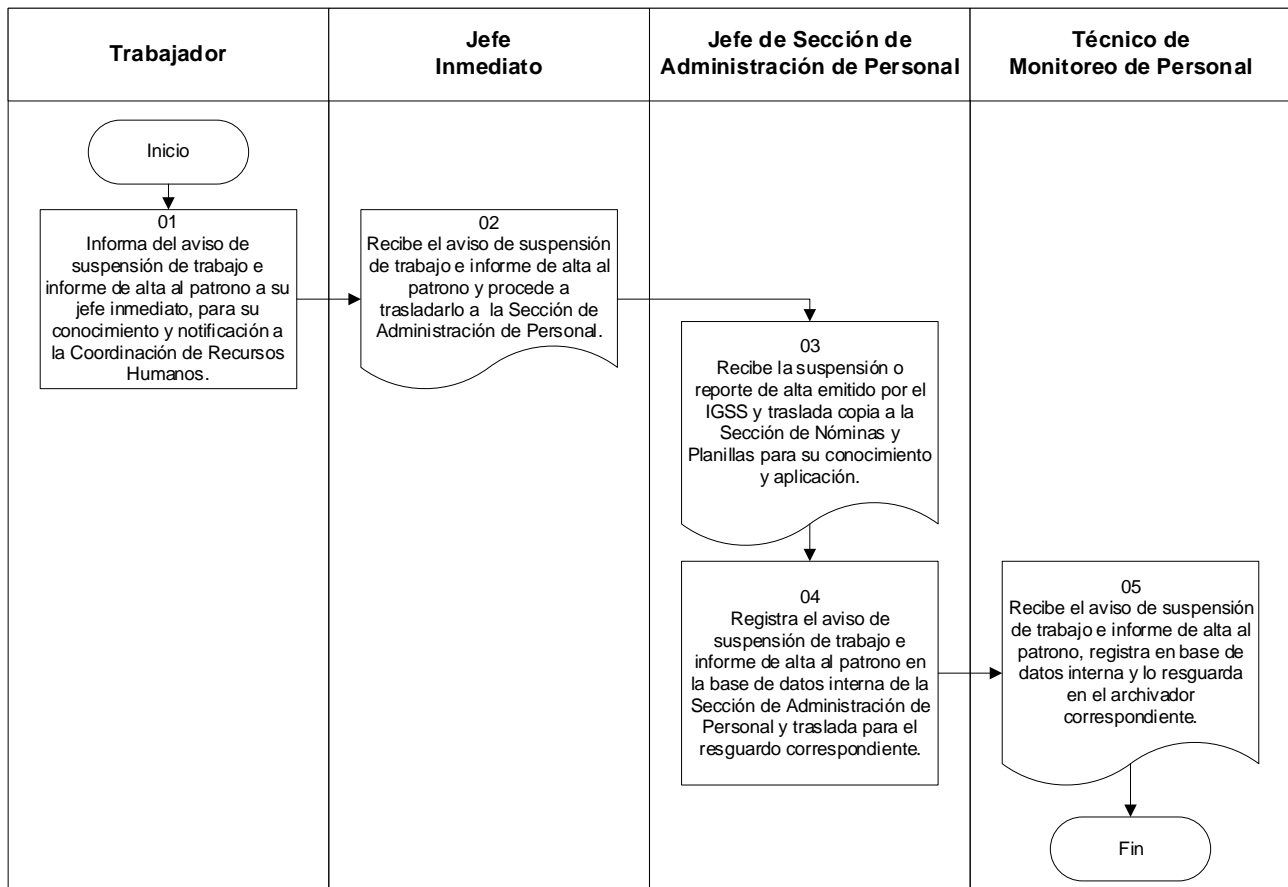 Trabajador
Jefe
Inmediato
Jefe de Sección de
Administración de Personal
Técnico de
Monitoreo de Personal
Inicio
01
Informa del aviso de
suspensión de trabajo e
informe de alta al patrono a su
jefe inmediato, para su
conocimiento y notificación a
la Coordinación de Recursos
Humanos.
02
Recibe el aviso de suspensión
de trabajo e informe de alta al
patrono y procede a
trasladarlo a la Sección de
Administración de Personal.
03
Recibe la suspensión o
reporte de alta emitido por el
IGSS y traslada copia a la
Sección de Nóminas y
Planillas para su conocimiento
y aplicación.
04
Registra el aviso de
suspensión de trabajo e
informe de alta al patrono en
la base de datos interna de la
Sección de Administración de
Personal y traslada para el
resguardo correspondiente.
05
Recibe el aviso de suspensión
de trabajo e informe de alta al
patrono, registra en base de
datos interna y lo resguarda
en el archivador
correspondiente.
Fin